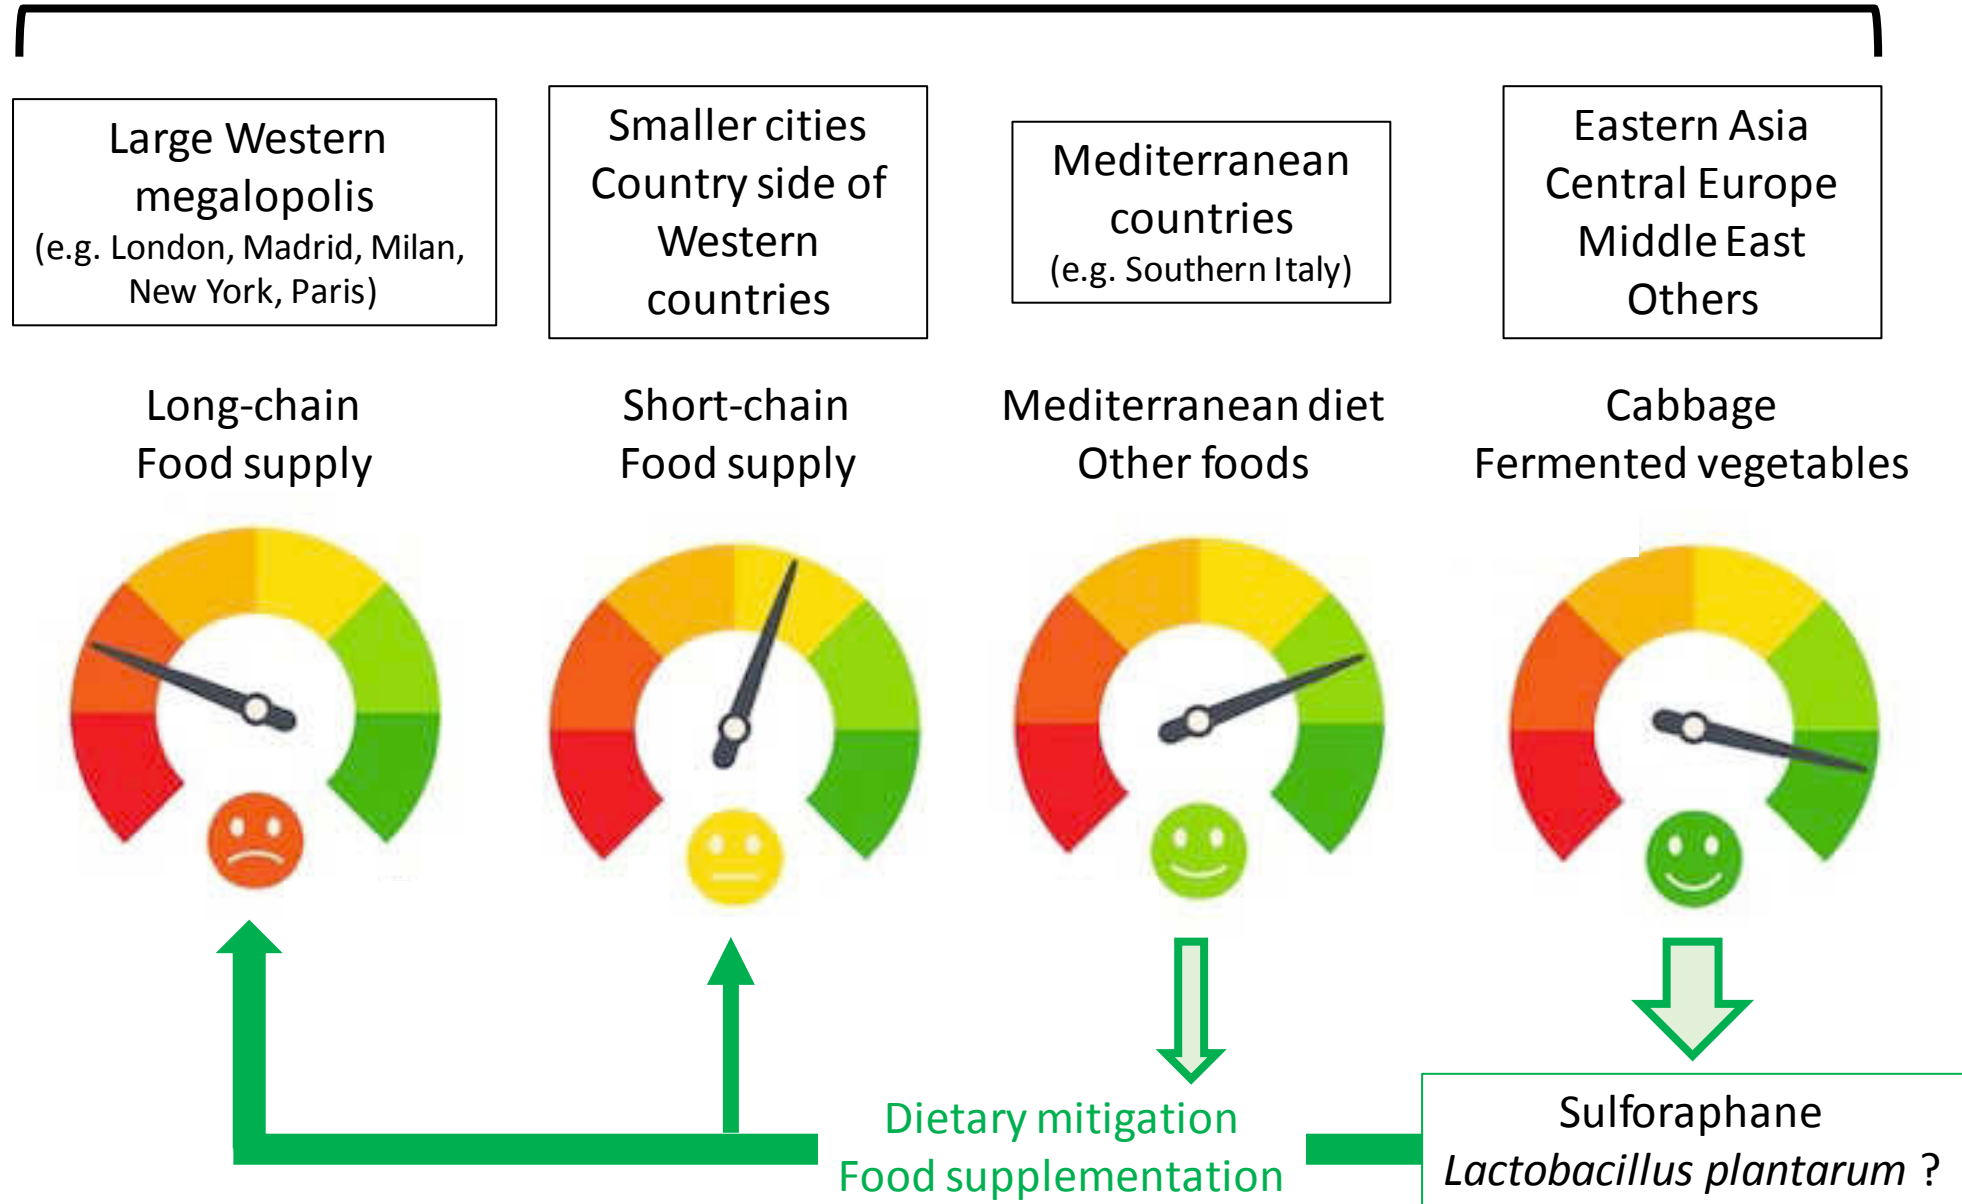 Large Western
megalopolis
(e.g. London, Madrid, Milan,
New York, Paris)
Smaller cities
Country side of
Western
countries
Mediterranean
countries
(e.g. Southern Italy)
Eastern Asia
Central Europe
Middle East
Others
Long-chain
Food supply
Short-chain
Food supply
Mediterranean diet
Other foods
Cabbage
Fermented vegetables
Dietary mitigation
Food supplementation
Sulforaphane
Lactobacillus plantarum ?